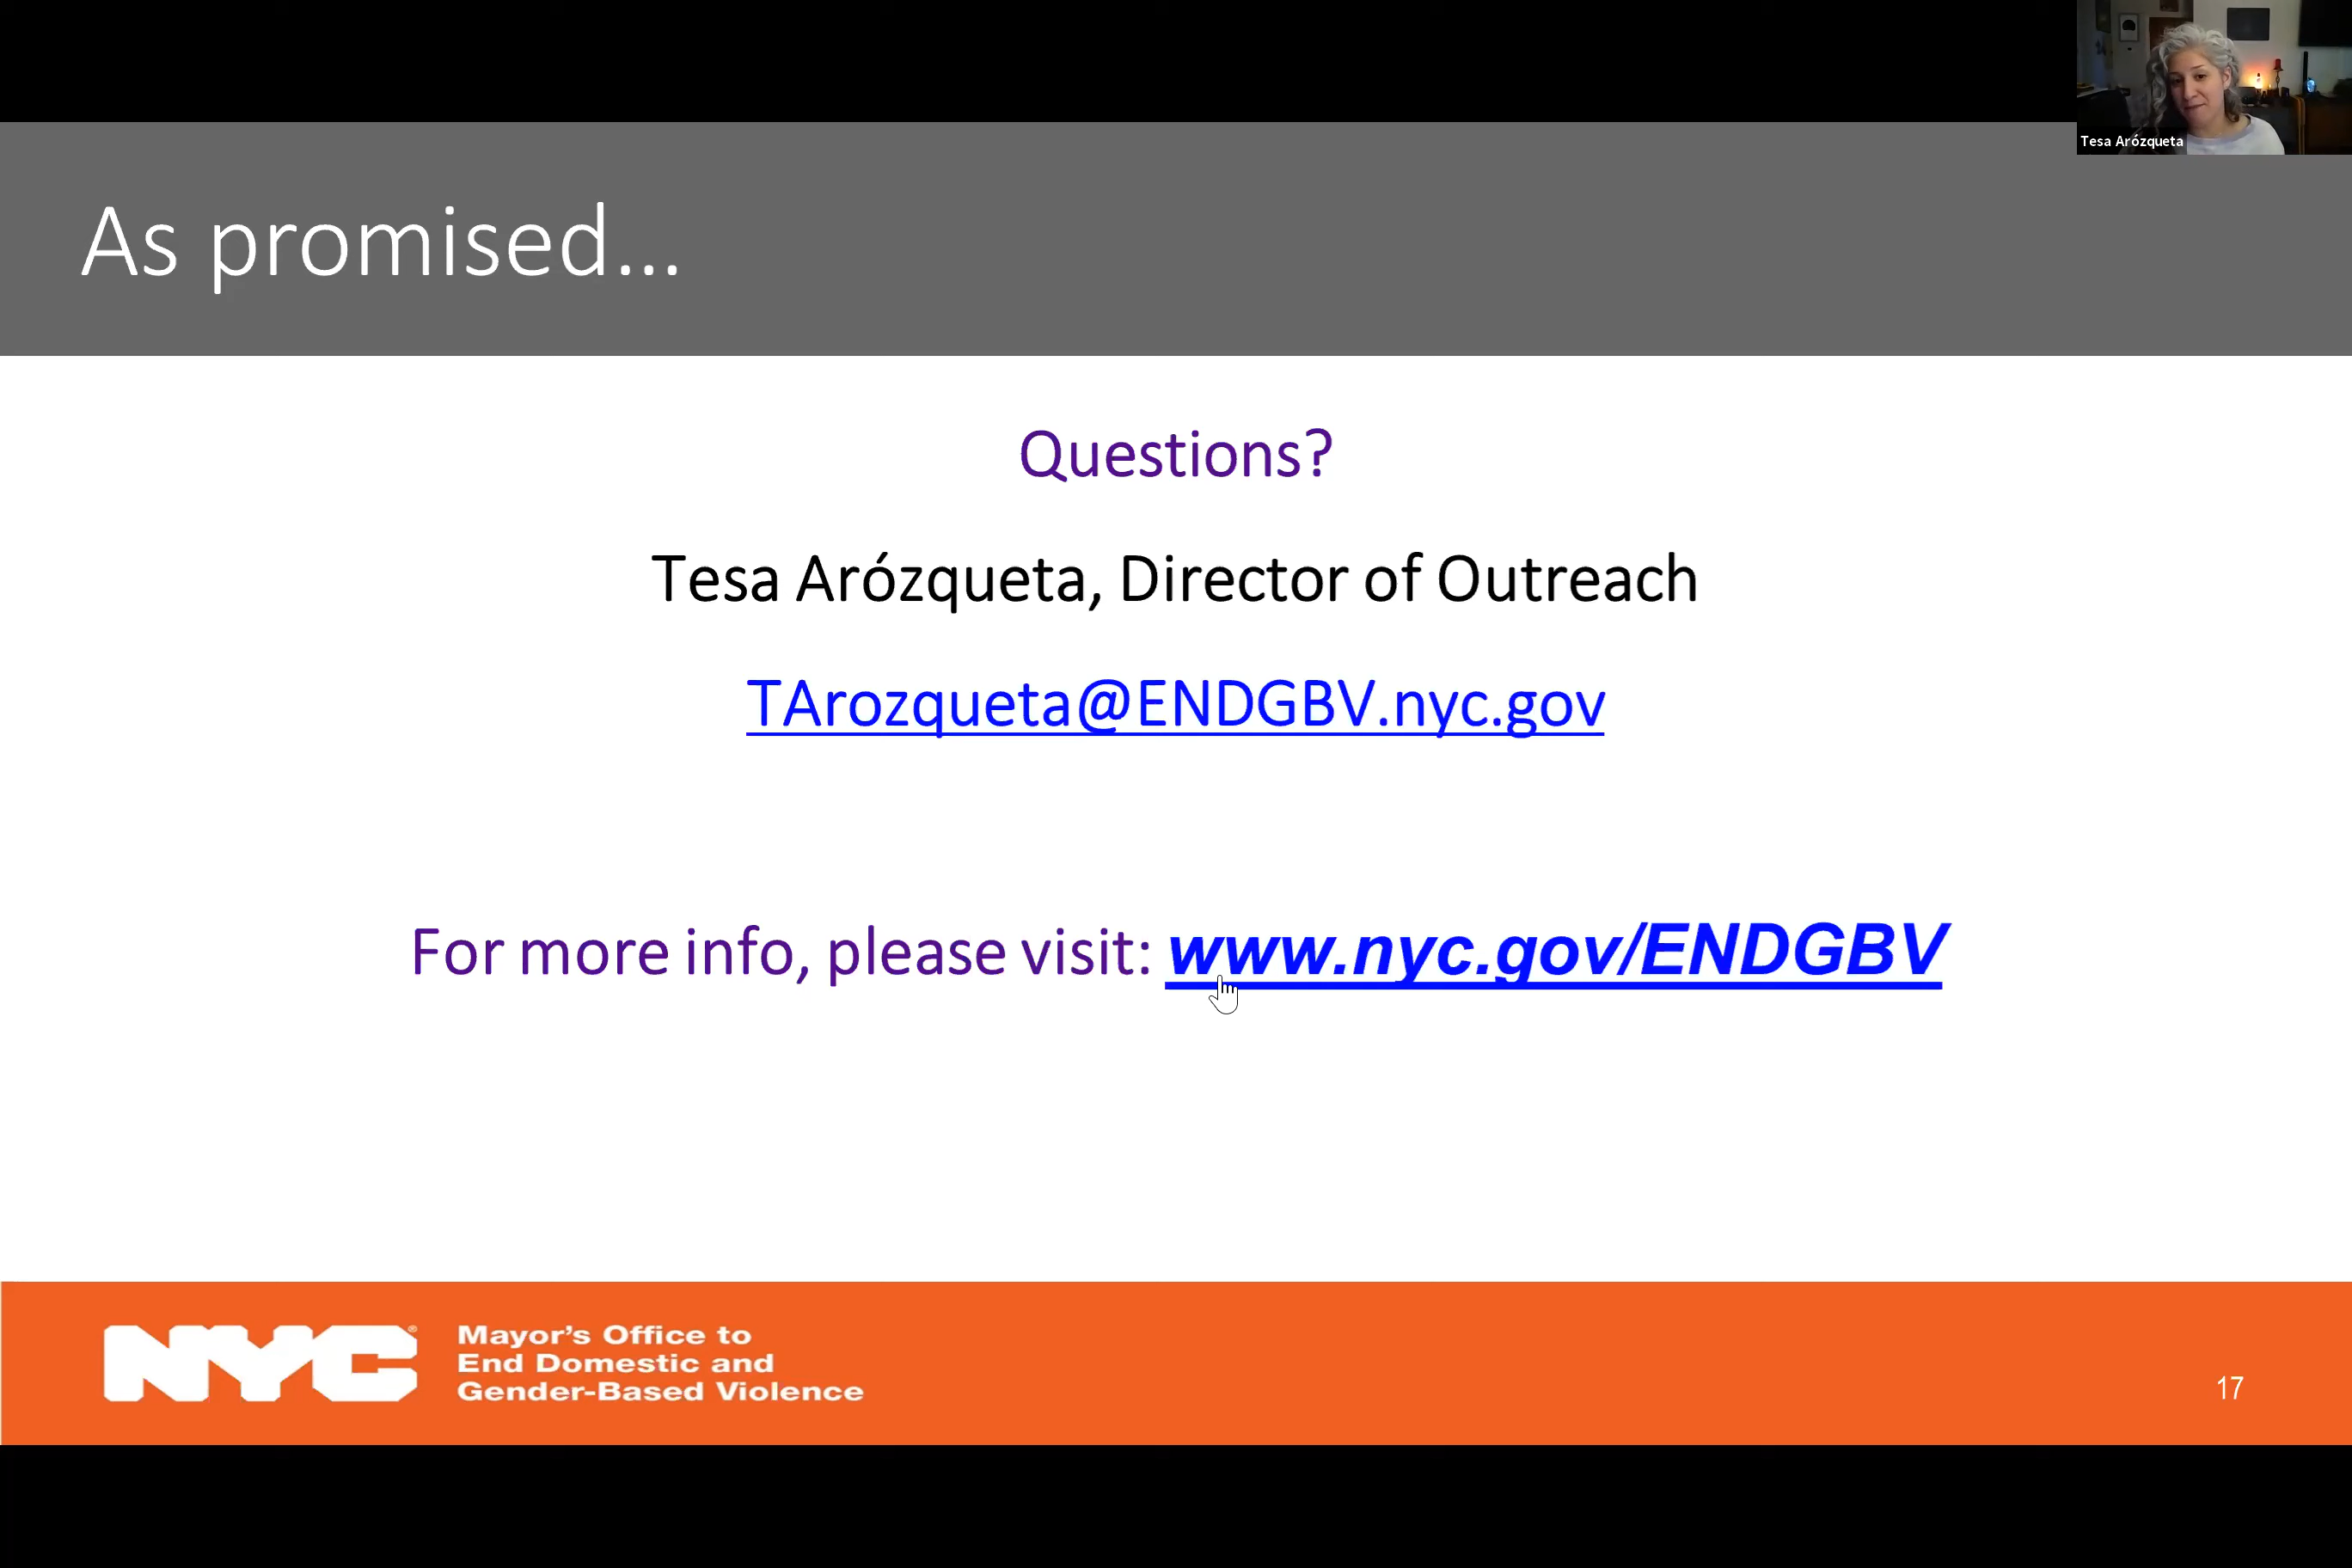 Tesa Arózqueta
As promised...
Questions?
Tesa Arózqueta, Director of Outreach
TArozqueta@ENDGBV.nyc.gov
For more info, please visit: www.nyc.gov/ENDGBV
NYC®
Mayor's Office to
End Domestic and
Gender-Based Violence
17